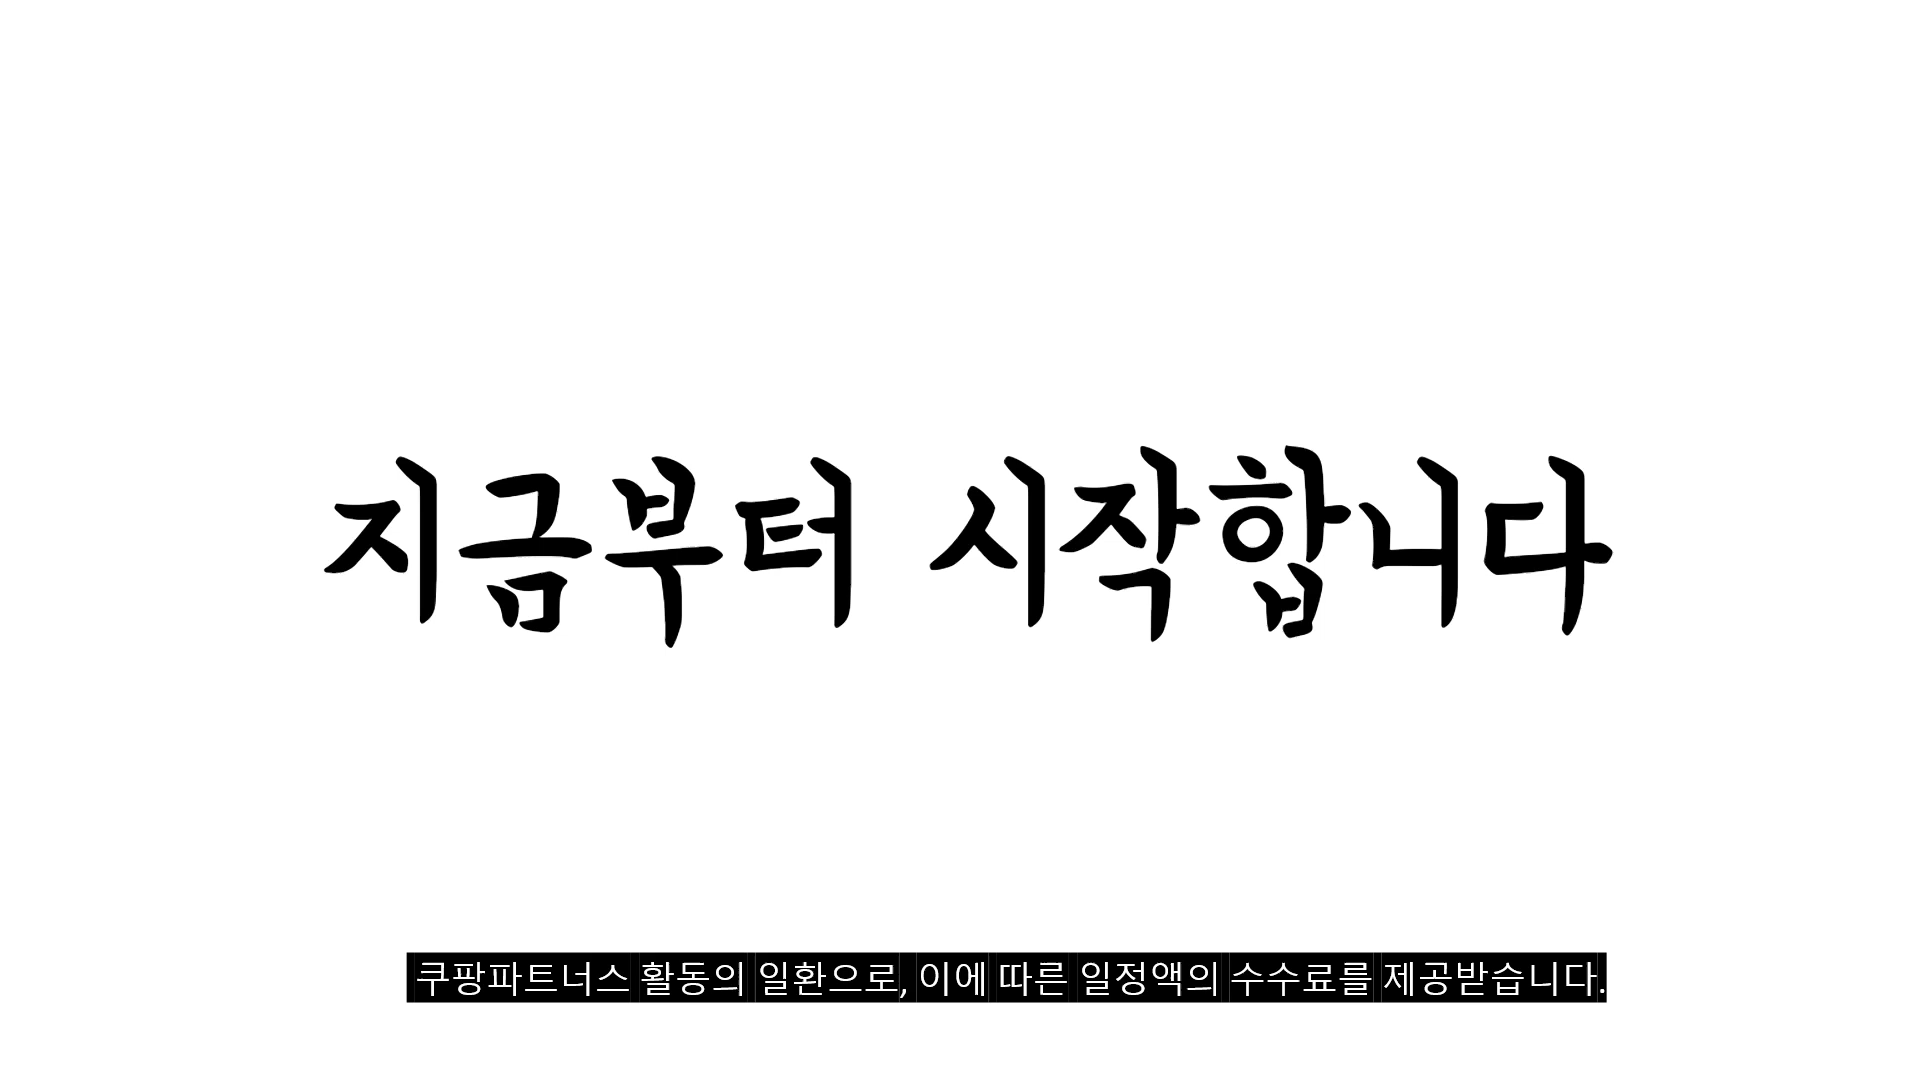 지금부터 시작합니다
쿠팡파트너스 활동의 일환으로, 이에 따른 일정액의 수수료를 제공받습니다.